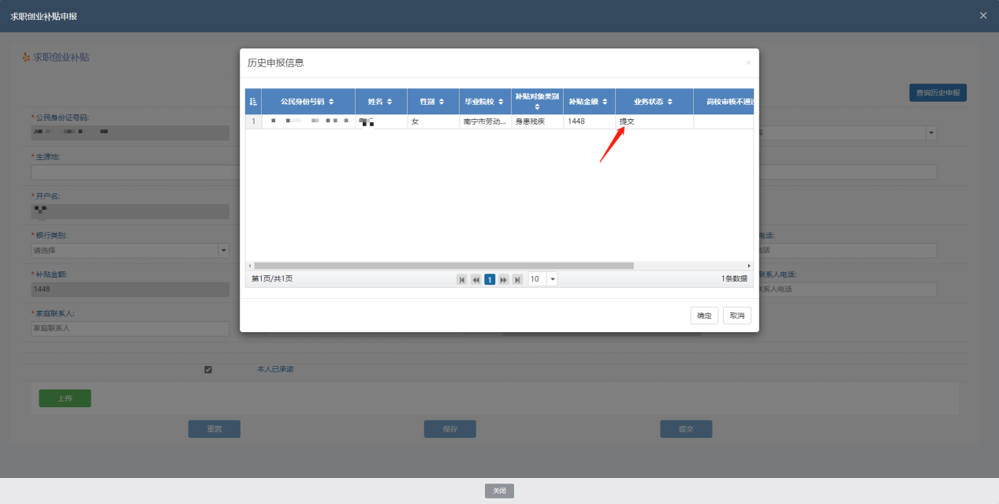 求职创业补贴申报
×
求职创业补贴
历史申报信息
×
查询历史申报
公民身份号码 姓名 性别 毕业院校 补贴对象类别 补贴金额 业务状态 高校审核不通过
1 女 南宁市劳动... 身患残疾 1448 提交
* 公民身份证号码:
* 生源地:
* 开户名:
* 银行类别:
电话:
请选择
电话
* 补贴金额:
联系人电话:
1448
联系人电话
第1页/共1页 1 10 1条数据
* 家庭联系人:
家庭联系人
确定 取消
本人已承诺
上传
重置 保存 提交
关闭